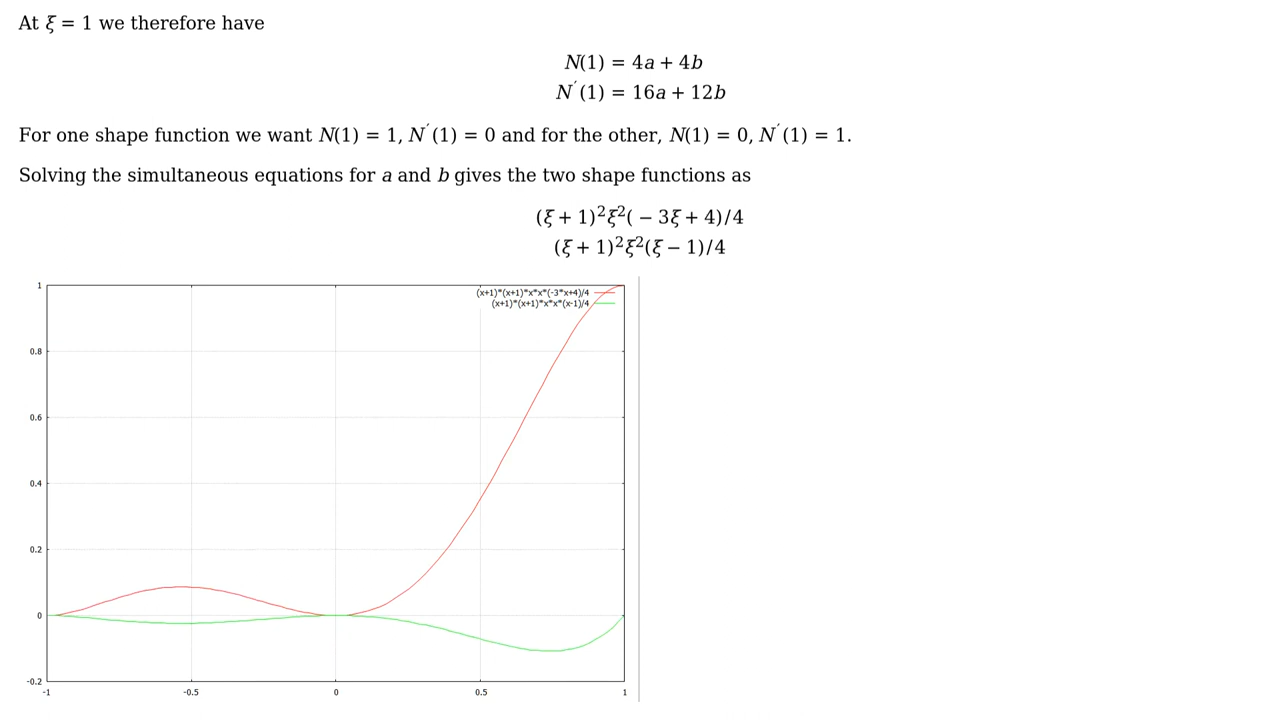 At ξ = 1 we therefore have
N(1) = 4a + 4b
N′(1) = 16a + 12b
For one shape function we want N(1) = 1, N′(1) = 0 and for the other, N(1) = 0, N′(1) = 1.
Solving the simultaneous equations for a and b gives the two shape functions as
(ξ + 1)²ξ²( − 3ξ + 4)/4
(ξ + 1)²ξ²(ξ − 1)/4
(x+1)*(x+1)*x*x*(-3*x+4)/4
(x+1)*(x+1)*x*x*(x-1)/4
1
0.8
0.6
0.4
0.2
0
-0.2
-1 -0.5 0 0.5 1